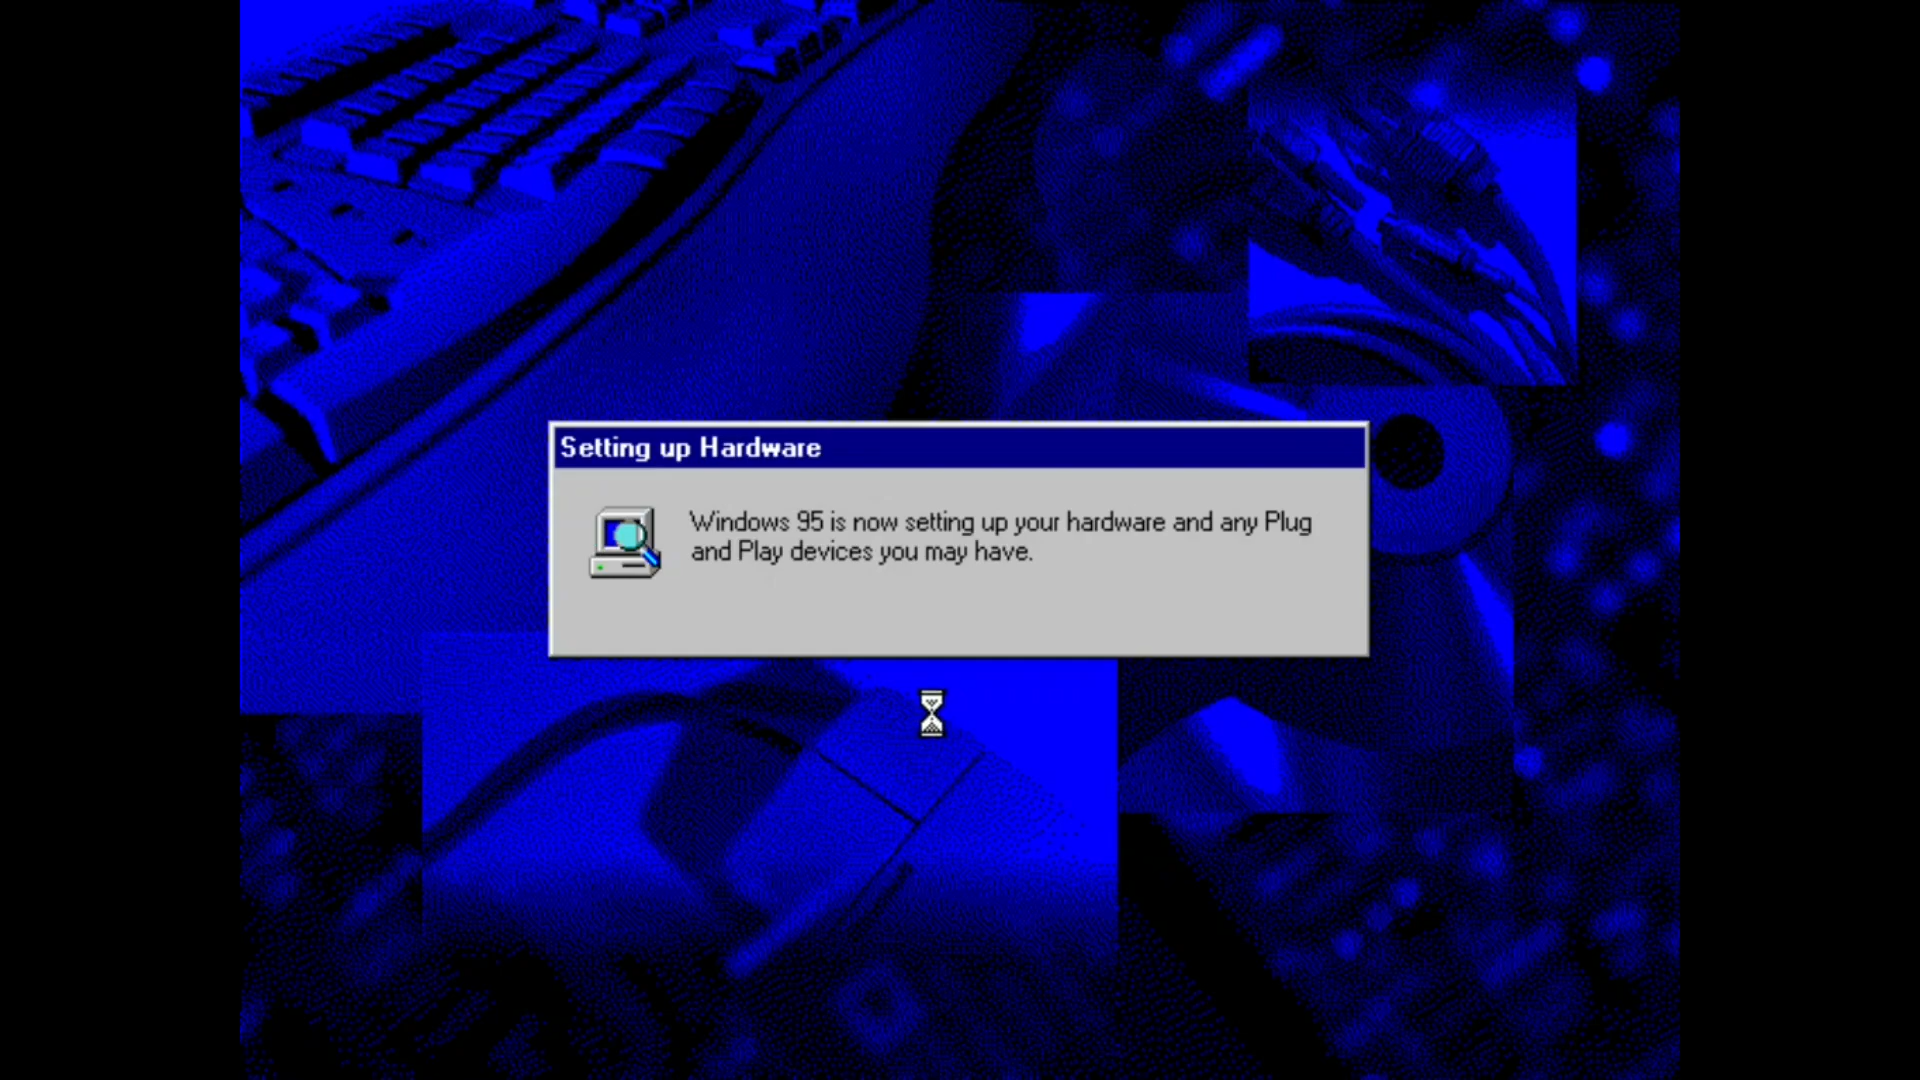 Setting up Hardware
Windows 95 is now setting up your hardware and any Plug
and Play devices you may have.